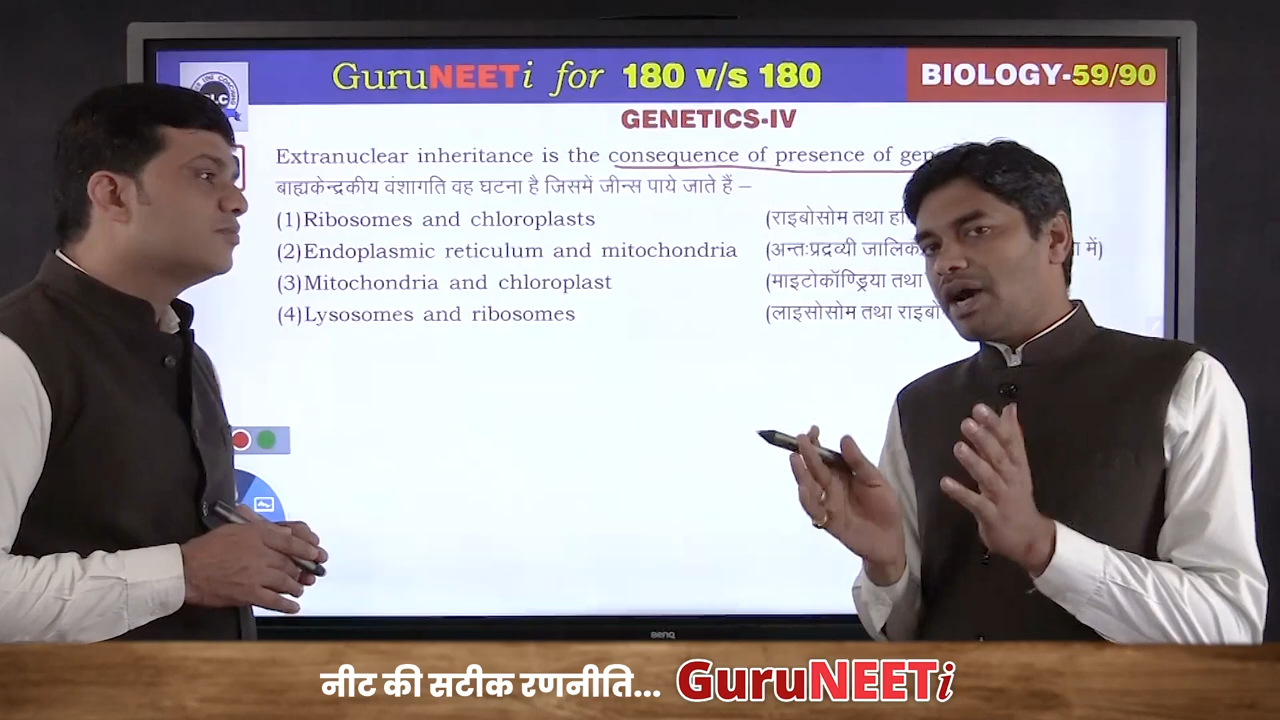 GuruNEETi for 180 v/s 180
BIOLOGY-59/90
GENETICS-IV
Extranuclear inheritance is the consequence of presence of
बाह्यकेन्द्रकीय वंशागति वह घटना है जिसमें जीन्स पाये जाते हैं –
(1)Ribosomes and chloroplasts (राइबोसोम तथा
(2)Endoplasmic reticulum and mitochondria (अन्तःप्रद्रव्यी में)
(3)Mitochondria and chloroplast (माइटोकॉण्ड्रिया तथा
(4)Lysosomes and ribosomes (लाइसोसोम तथा
BenQ
नीट की सटीक रणनीति... GuruNEETi